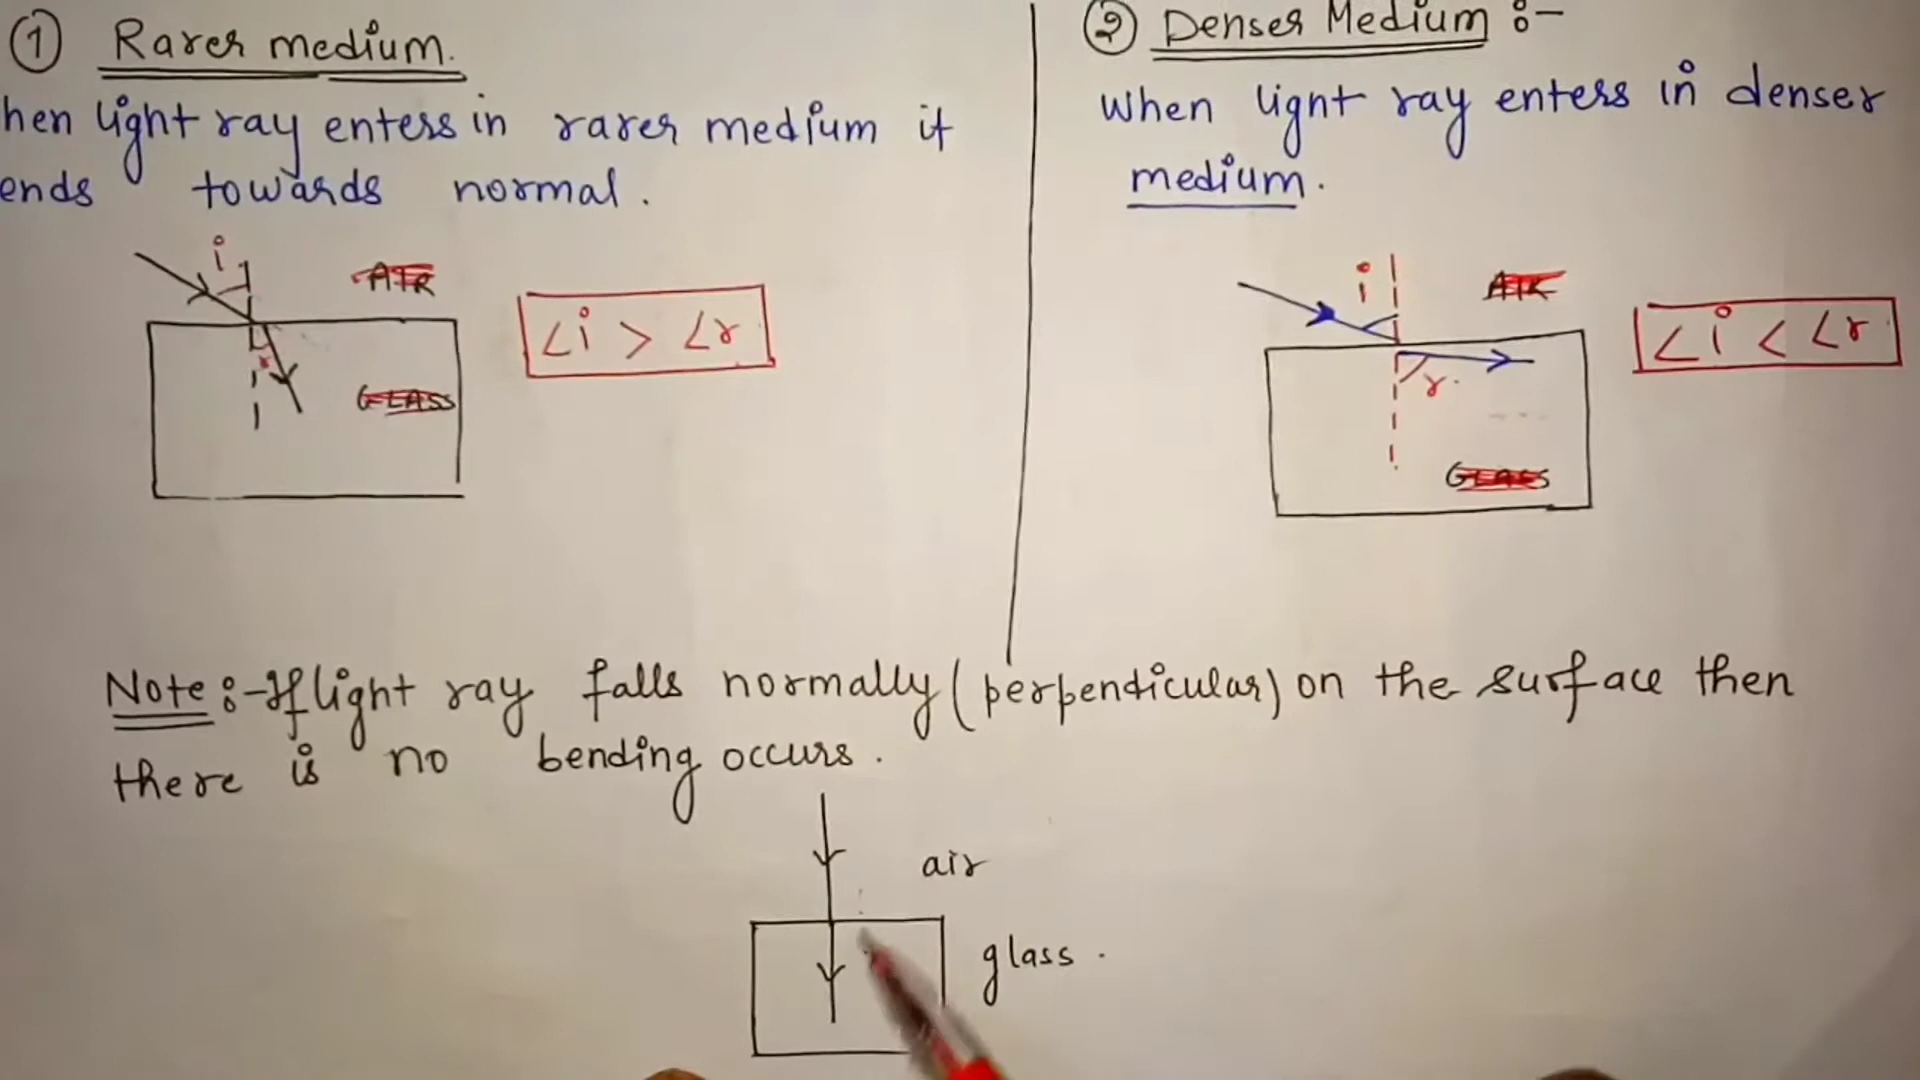 ① Rarer medium.
hen light ray enters in rarer medium it
ends towards normal.
i
AIR
∠i > ∠r
r
GLASS
② Denser Medium :-
When light ray enters in denser
medium.
i
AIR
∠i < ∠r
r.
GLASS
Note :- If light ray falls normally (perpendicular) on the surface then
there is no bending occurs.
air
glass.